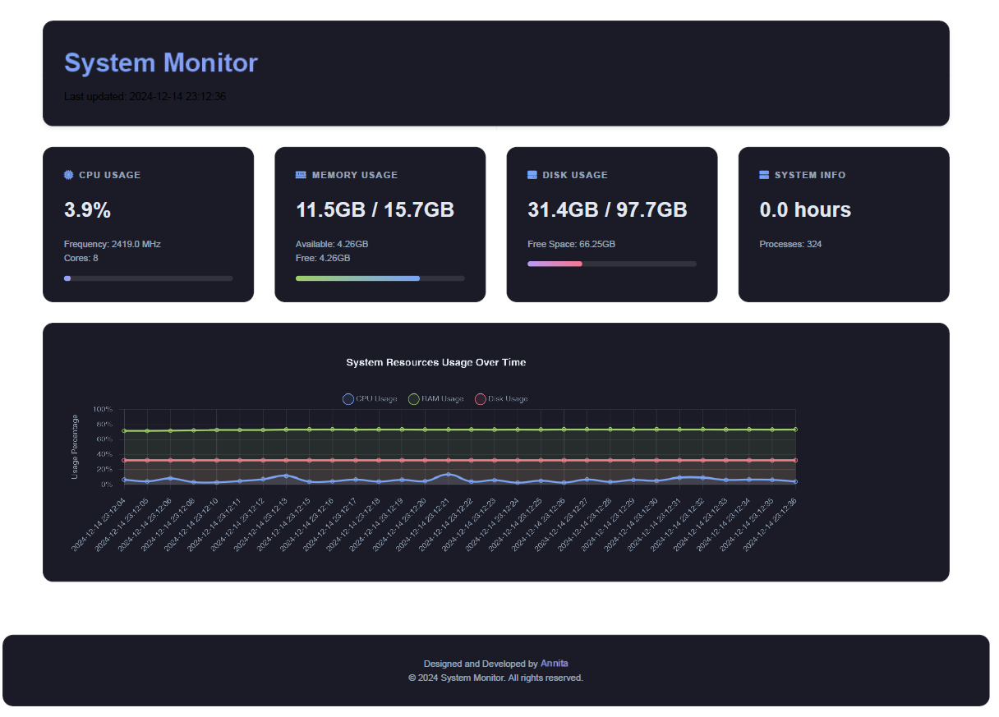 System Monitor
Last updated: 2024-12-14 23:12:36
CPU USAGE
3.9%
Frequency: 2419.0 MHz
Cores: 8
MEMORY USAGE
11.5GB / 15.7GB
Available: 4.26GB
Free: 4.26GB
DISK USAGE
31.4GB / 97.7GB
Free Space: 66.25GB
SYSTEM INFO
0.0 hours
Processes: 324
System Resources Usage Over Time
CPU Usage RAM Usage Disk Usage
Usage Percentage
100%
80%
60%
40%
20%
0%
2024-12-14 23:12:04
2024-12-14 23:12:05
2024-12-14 23:12:06
2024-12-14 23:12:08
2024-12-14 23:12:10
2024-12-14 23:12:11
2024-12-14 23:12:12
2024-12-14 23:12:13
2024-12-14 23:12:15
2024-12-14 23:12:16
2024-12-14 23:12:17
2024-12-14 23:12:18
2024-12-14 23:12:19
2024-12-14 23:12:20
2024-12-14 23:12:21
2024-12-14 23:12:22
2024-12-14 23:12:23
2024-12-14 23:12:24
2024-12-14 23:12:25
2024-12-14 23:12:26
2024-12-14 23:12:27
2024-12-14 23:12:28
2024-12-14 23:12:29
2024-12-14 23:12:30
2024-12-14 23:12:31
2024-12-14 23:12:32
2024-12-14 23:12:33
2024-12-14 23:12:34
2024-12-14 23:12:35
2024-12-14 23:12:36
Designed and Developed by Annita
© 2024 System Monitor. All rights reserved.